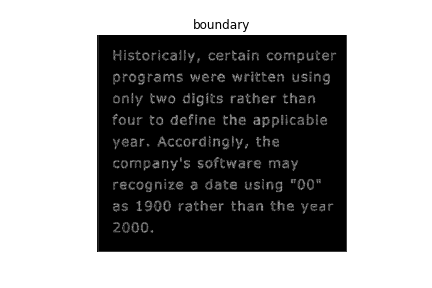 boundary
Historically, certain computer
programs were written using
only two digits rather than
four to define the applicable
year. Accordingly, the
company's software may
recognize a date using "00"
as 1900 rather than the year
2000.